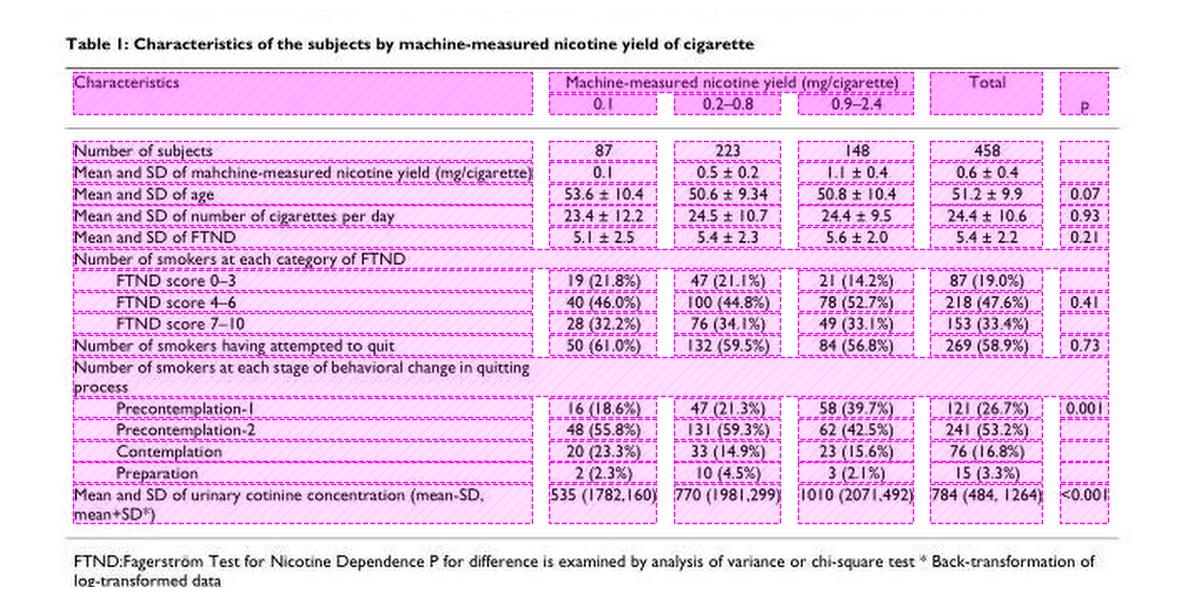 Table 1: Characteristics of the subjects by machine-measured nicotine yield of cigarette
Characteristics Machine-measured nicotine yield (mg/cigarette) Total p
0.1 0.2–0.8 0.9–2.4
Number of subjects 87 223 148 458
Mean and SD of mahchine-measured nicotine yield (mg/cigarette) 0.1 0.5 ± 0.2 1.1 ± 0.4 0.6 ± 0.4
Mean and SD of age 53.6 ± 10.4 50.6 ± 9.34 50.8 ± 10.4 51.2 ± 9.9 0.07
Mean and SD of number of cigarettes per day 23.4 ± 12.2 24.5 ± 10.7 24.4 ± 9.5 24.4 ± 10.6 0.93
Mean and SD of FTND 5.1 ± 2.5 5.4 ± 2.3 5.6 ± 2.0 5.4 ± 2.2 0.21
Number of smokers at each category of FTND
FTND score 0–3 19 (21.8%) 47 (21.1%) 21 (14.2%) 87 (19.0%)
FTND score 4–6 40 (46.0%) 100 (44.8%) 78 (52.7%) 218 (47.6%) 0.41
FTND score 7–10 28 (32.2%) 76 (34.1%) 49 (33.1%) 153 (33.4%)
Number of smokers having attempted to quit 50 (61.0%) 132 (59.5%) 84 (56.8%) 269 (58.9%) 0.73
Number of smokers at each stage of behavioral change in quitting
process
Precontemplation-1 16 (18.6%) 47 (21.3%) 58 (39.7%) 121 (26.7%) 0.001
Precontemplation-2 48 (55.8%) 131 (59.3%) 62 (42.5%) 241 (53.2%)
Contemplation 20 (23.3%) 33 (14.9%) 23 (15.6%) 76 (16.8%)
Preparation 2 (2.3%) 10 (4.5%) 3 (2.1%) 15 (3.3%)
Mean and SD of urinary cotinine concentration (mean-SD, 535 (1782,160) 770 (1981,299) 1010 (2071,492) 784 (484, 1264) <0.001
mean+SD*)
FTND:Fagerström Test for Nicotine Dependence P for difference is examined by analysis of variance or chi-square test * Back-transformation of
log-transformed data